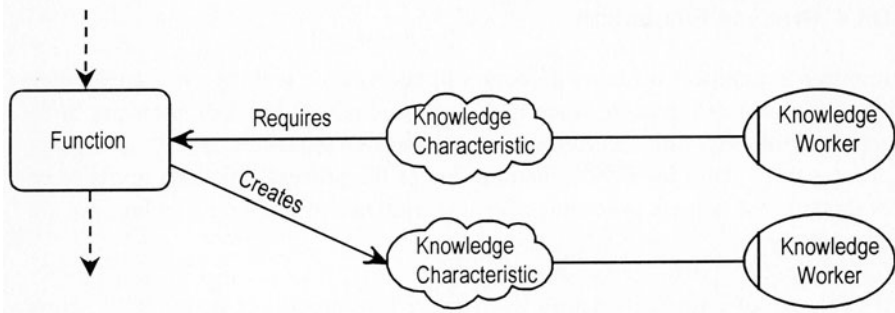 Function
Requires
Knowledge
Characteristic
Knowledge
Worker
Creates
Knowledge
Characteristic
Knowledge
Worker